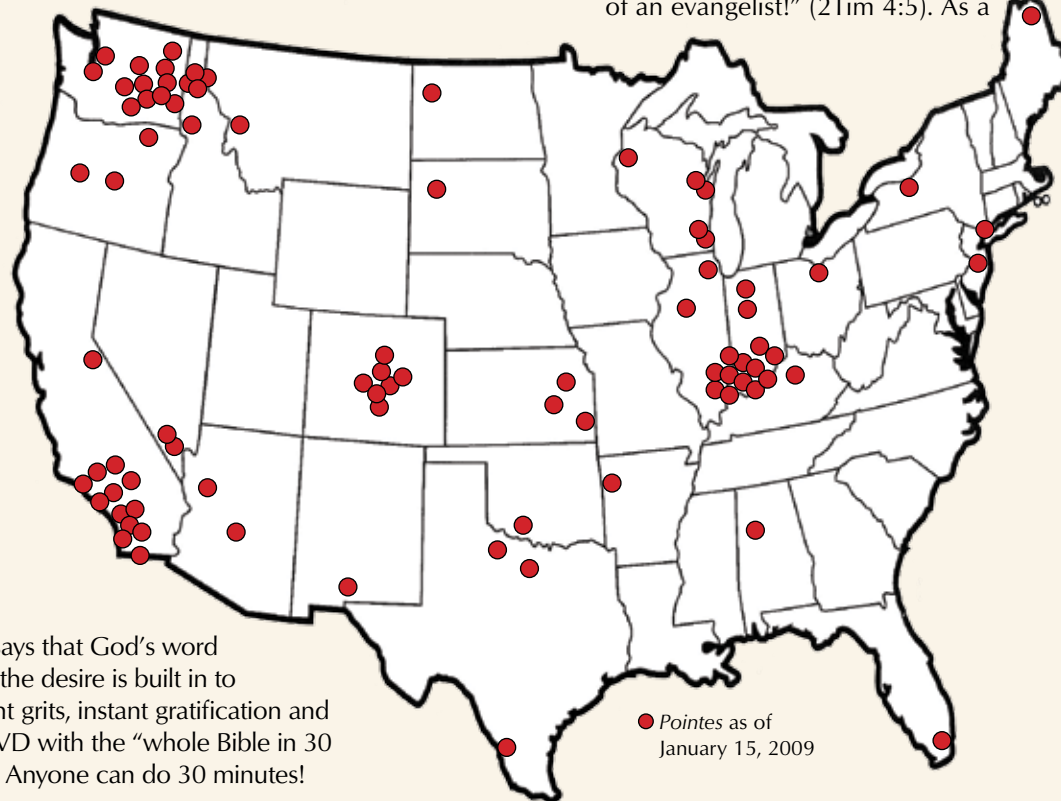 of an evangelist!” (2Tim 4:5). As a
says that God’s word
the desire is built in to
nt grits, instant gratification and
VD with the “whole Bible in 30
Anyone can do 30 minutes!
Pointes as of
January 15, 2009